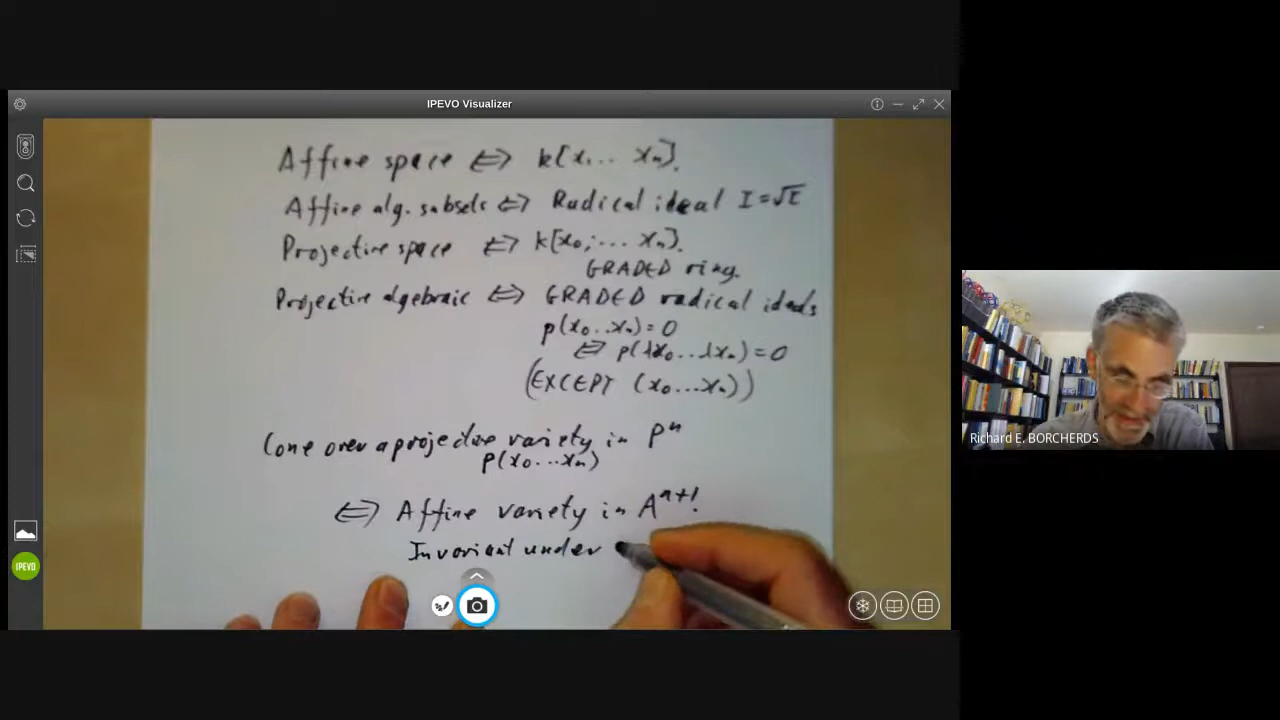 IPEVO Visualizer
Affine space ⇔ k[x₁... xₙ].
Affine alg. subsets ⇔ Radical ideal I=√I
Projective space ⇔ k[x₀,... xₙ].
GRADED ring.
Projective algebraic ⇔ GRADED radical ideals
p(x₀..xₙ)=0
⇔ p(λx₀...λxₙ)=0
(EXCEPT (x₀...xₙ))
Cone over a projective variety in Pⁿ
p(x₀...xₙ)
⇔ Affine variety in Aⁿ⁺¹.
Invariant under
IPEVO
Richard E. BORCHERDS